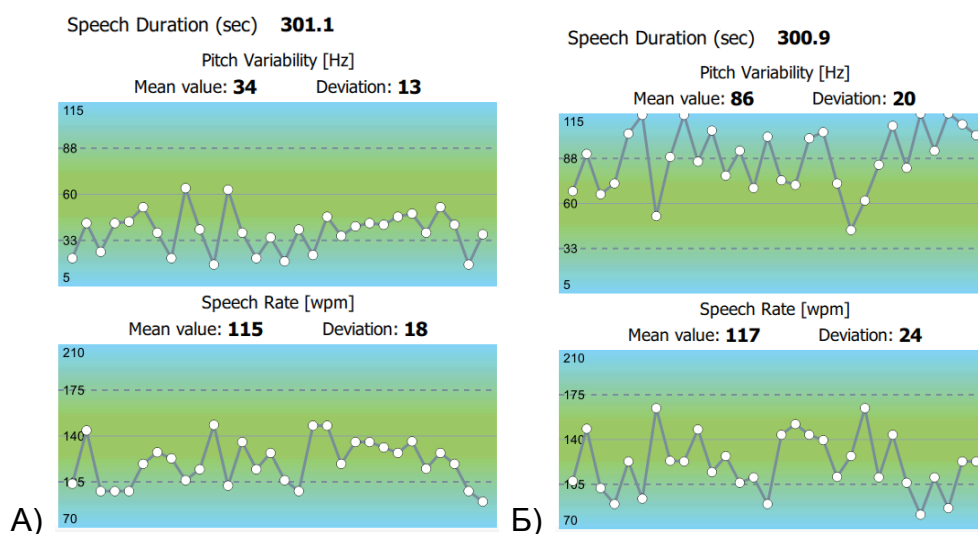 Speech Duration (sec) 301.1
Pitch Variability [Hz]
Mean value: 34 Deviation: 13
115
88
60
33
5
Speech Rate [wpm]
Mean value: 115 Deviation: 18
210
175
140
105
70
А)
Speech Duration (sec) 300.9
Pitch Variability [Hz]
Mean value: 86 Deviation: 20
115
88
60
33
5
Speech Rate [wpm]
Mean value: 117 Deviation: 24
210
175
140
105
70
Б)